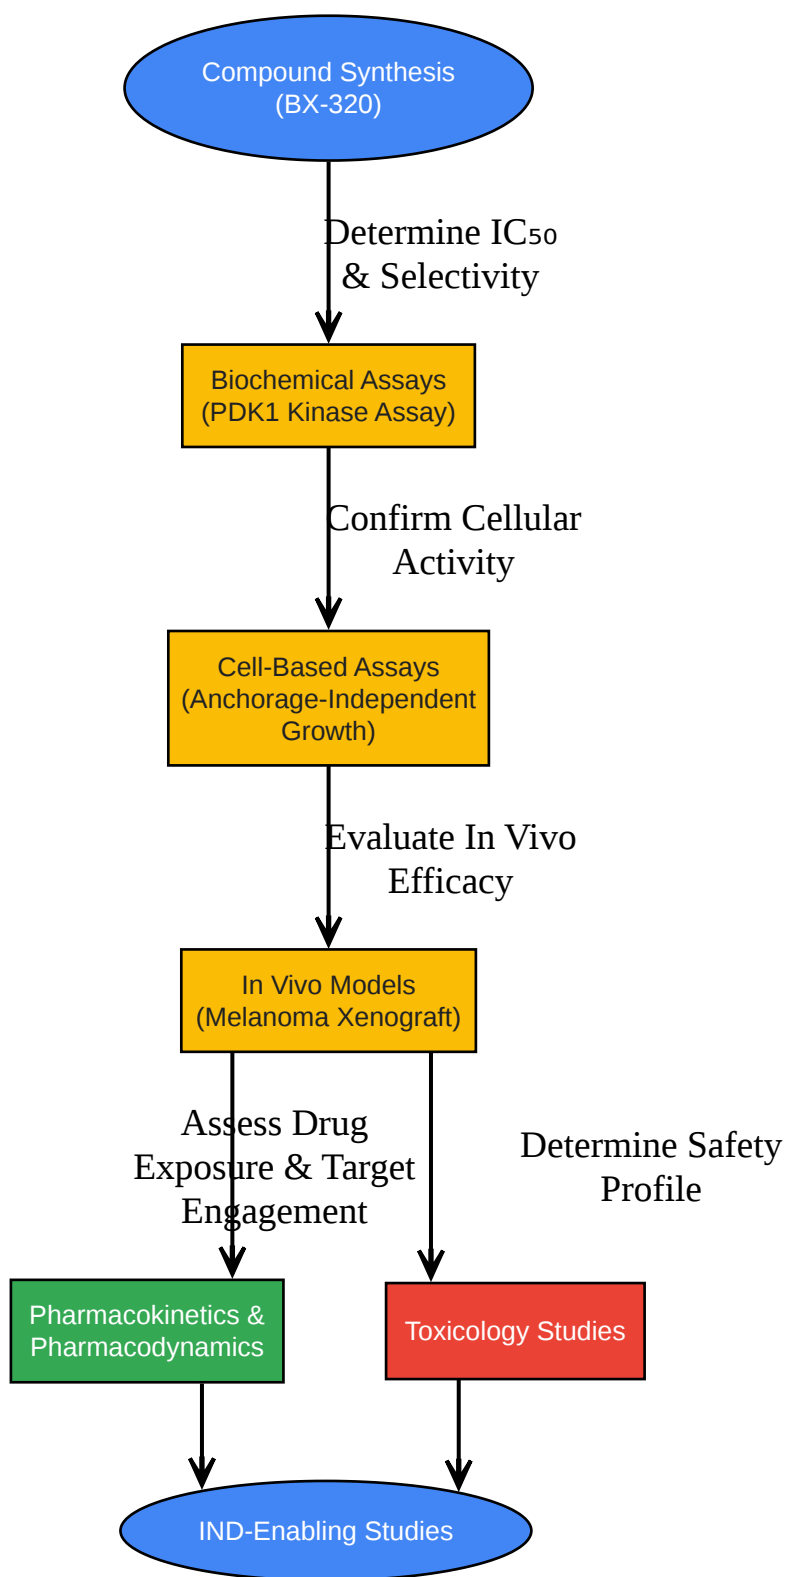 Compound Synthesis
(BX-320)
Determine IC₅₀
& Selectivity
Biochemical Assays
(PDK1 Kinase Assay)
Confirm Cellular
Activity
Cell-Based Assays
(Anchorage-Independent
Growth)
Evaluate In Vivo
Efficacy
In Vivo Models
(Melanoma Xenograft)
Assess Drug
Exposure & Target
Engagement
Determine Safety
Profile
Pharmacokinetics &
Pharmacodynamics
Toxicology Studies
IND-Enabling Studies